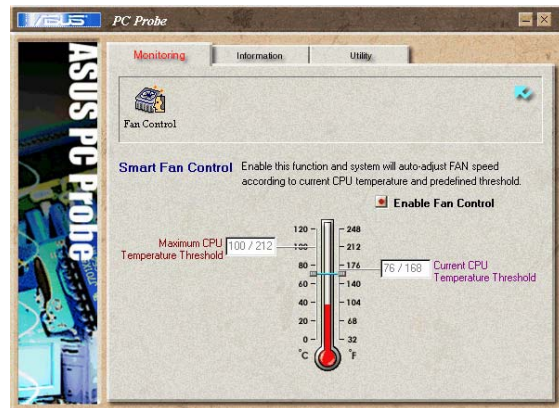 ASUS PC Probe
Monitoring Information Utility
ASUS PC Probe
Fan Control
Smart Fan Control Enable this function and system will auto-adjust FAN speed
according to current CPU temperature and predefined threshold.
Enable Fan Control
Maximum CPU
Temperature Threshold
100 / 212
120 248
100 212
80 176
60 140
40 104
20 68
0 32
°C °F
76 / 168
Current CPU
Temperature Threshold